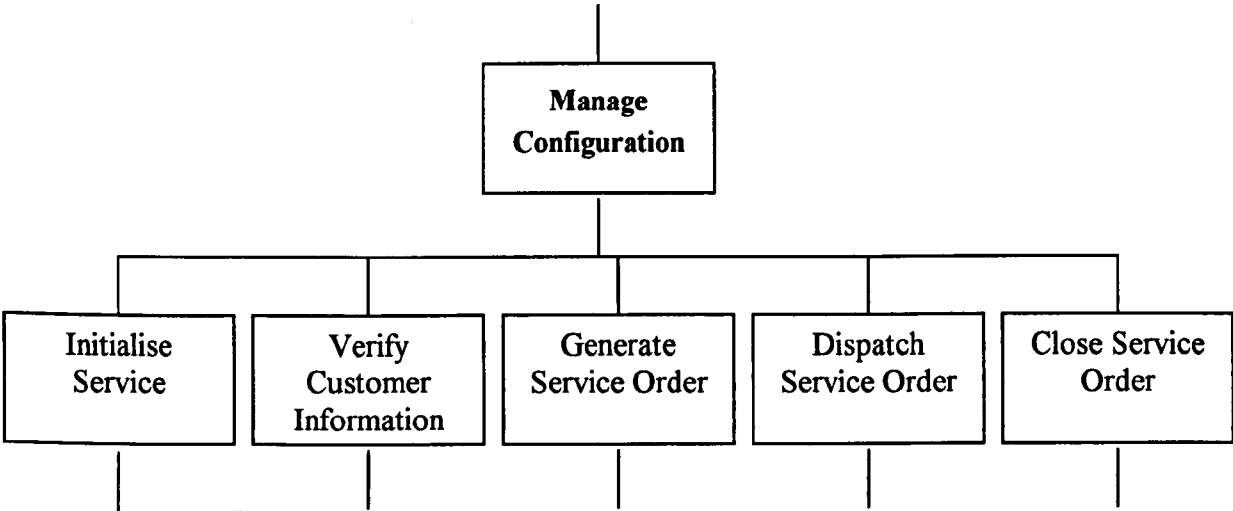 Manage
Configuration
Initialise
Service
Verify
Customer
Information
Generate
Service Order
Dispatch
Service Order
Close Service
Order